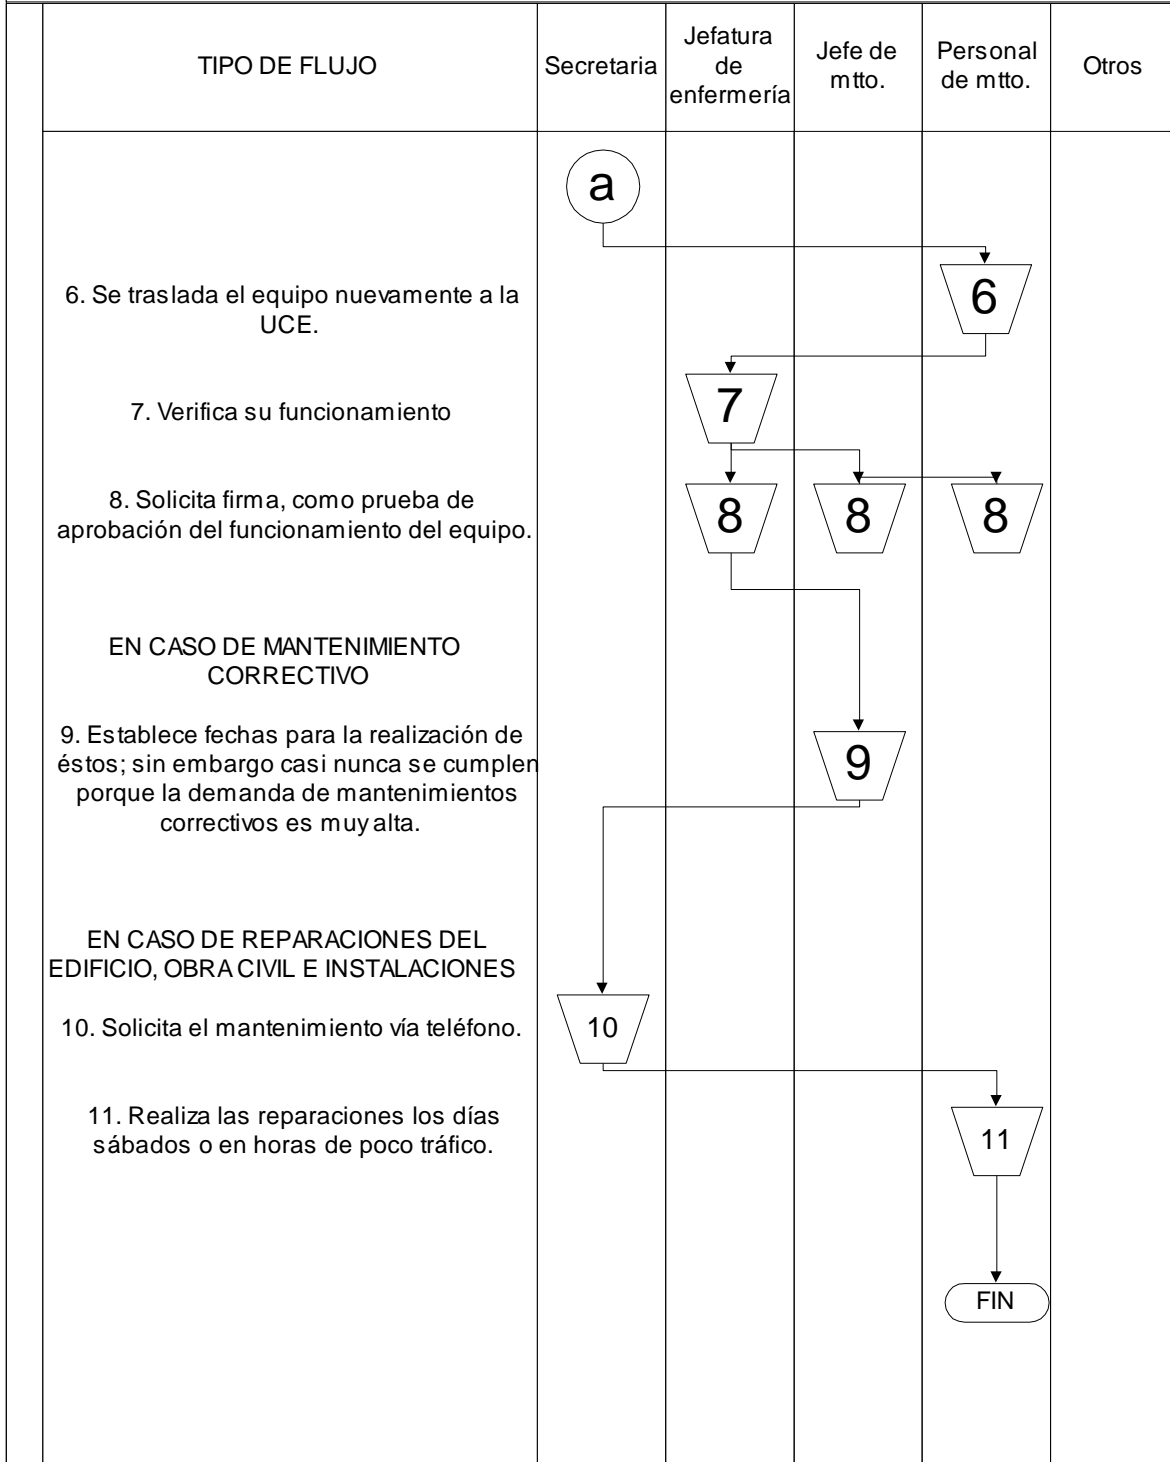 TIPO DE FLUJO
Secretaria
Jefatura
de
enfermería
Jefe de
mtto.
Personal
de mtto.
Otros
a
6. Se traslada el equipo nuevamente a la
UCE.
6
7. Verifica su funcionamiento
7
8. Solicita firma, como prueba de
aprobación del funcionamiento del equipo.
8
8
8
EN CASO DE MANTENIMIENTO
CORRECTIVO
9. Establece fechas para la realización de
éstos; sin embargo casi nunca se cumplen
porque la demanda de mantenimientos
correctivos es muy alta.
9
EN CASO DE REPARACIONES DEL
EDIFICIO, OBRA CIVIL E INSTALACIONES
10. Solicita el mantenimiento vía teléfono.
10
11. Realiza las reparaciones los días
sábados o en horas de poco tráfico.
11
FIN